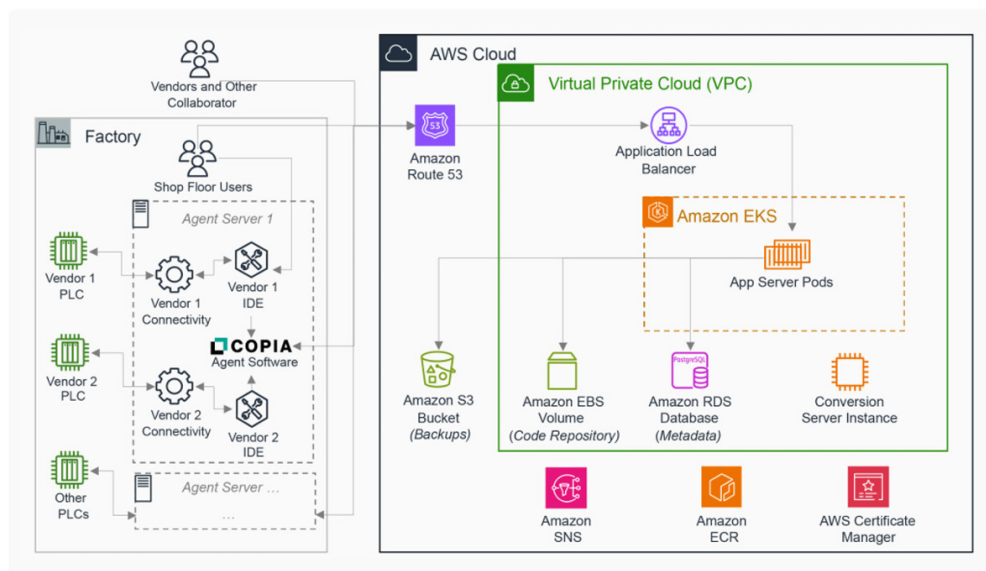 AWS Cloud
Vendors and Other
Collaborator
Virtual Private Cloud (VPC)
Factory
53
Amazon
Route 53
Application Load
Balancer
Shop Floor Users
Agent Server 1
Amazon EKS
Vendor 1
PLC
Vendor 1
Connectivity
Vendor 1
IDE
App Server Pods
COPIA
Agent Software
Vendor 2
PLC
Vendor 2
Connectivity
Vendor 2
IDE
PostgreSQL
Amazon S3
Bucket
(Backups)
Amazon EBS
Volume
(Code Repository)
Amazon RDS
Database
(Metadata)
Conversion
Server Instance
Other
PLCs
Agent Server ...
...
Amazon
SNS
Amazon
ECR
AWS Certificate
Manager